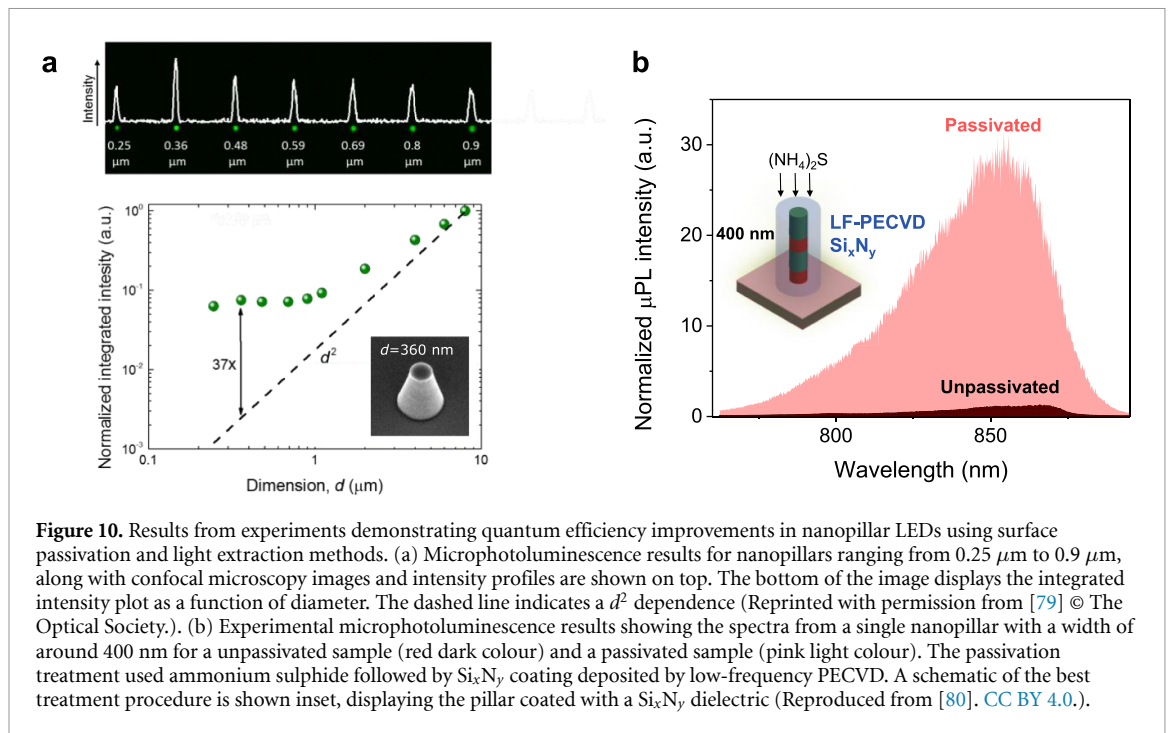 a
Intensity
0.25 0.36 0.48 0.59 0.69 0.8 0.9
μm μm μm μm μm μm μm
Normalized integrated intesity (a.u.)
10⁰
10⁻¹
10⁻²
10⁻³
37x
d²
d=360 nm
0.1 1 10
Dimension, d (μm)
b
Normalized μPL intensity (a.u.)
30
20
10
0
Passivated
(NH₄)₂S
400 nm
LF-PECVD
SiₓNᵧ
Unpassivated
800 850
Wavelength (nm)
Figure 10. Results from experiments demonstrating quantum efficiency improvements in nanopillar LEDs using surface
passivation and light extraction methods. (a) Microphotoluminescence results for nanopillars ranging from 0.25 μm to 0.9 μm,
along with confocal microscopy images and intensity profiles are shown on top. The bottom of the image displays the integrated
intensity plot as a function of diameter. The dashed line indicates a d² dependence (Reprinted with permission from [79] © The
Optical Society.). (b) Experimental microphotoluminescence results showing the spectra from a single nanopillar with a width of
around 400 nm for a unpassivated sample (red dark colour) and a passivated sample (pink light colour). The passivation
treatment used ammonium sulphide followed by SiₓNᵧ coating deposited by low-frequency PECVD. A schematic of the best
treatment procedure is shown inset, displaying the pillar coated with a SiₓNᵧ dielectric (Reproduced from [80]. CC BY 4.0.).